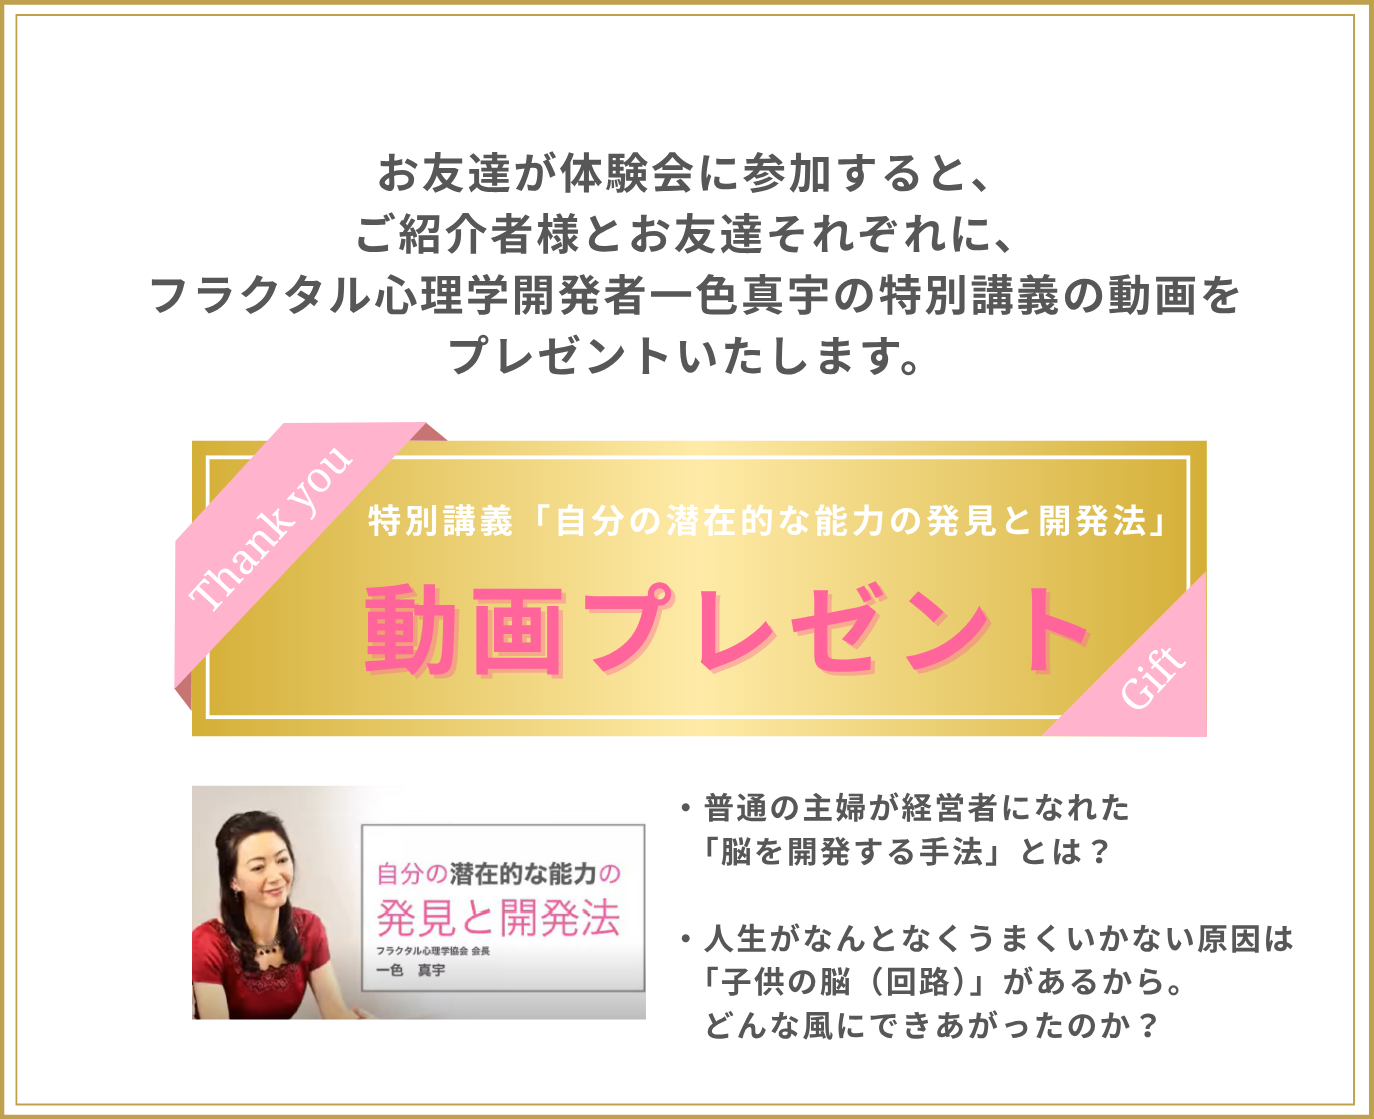 お友達が体験会に参加すると、
ご紹介者様とお友達それぞれに、
フラクタル心理学開発者一色真宇の特別講義の動画を
プレゼントいたします。
Thank you
特別講義「自分の潜在的な能力の発見と開発法」
動画プレゼント
Gift
自分の潜在的な能力の
発見と開発法
フラクタル心理学協会 会長
一色　真宇
・普通の主婦が経営者になれた
「脳を開発する手法」とは？
・人生がなんとなくうまくいかない原因は
「子供の脳（回路）」があるから。
どんな風にできあがったのか？